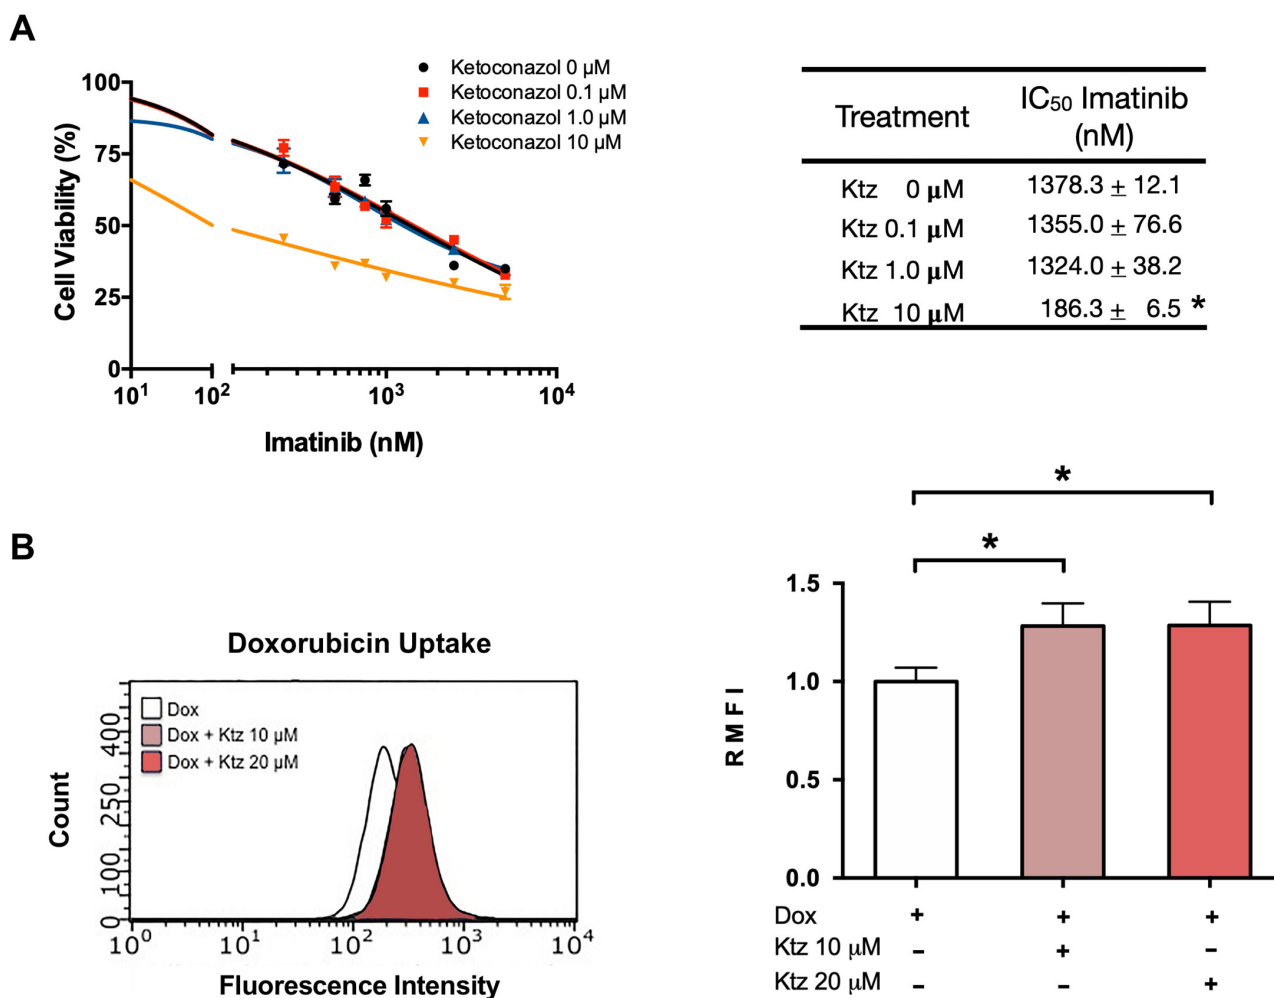 A
Ketoconazol 0 µM
Ketoconazol 0.1 µM
Ketoconazol 1.0 µM
Ketoconazol 10 µM
Cell Viability (%)
100
75
50
25
0
10¹ 10² 10³ 10⁴
Imatinib (nM)
Treatment IC₅₀ Imatinib (nM)
Ktz 0 µM 1378.3 ± 12.1
Ktz 0.1 µM 1355.0 ± 76.6
Ktz 1.0 µM 1324.0 ± 38.2
Ktz 10 µM 186.3 ± 6.5 *
B
Doxorubicin Uptake
Dox
Dox + Ktz 10 µM
Dox + Ktz 20 µM
Count
400
250
100
0
10⁰ 10¹ 10² 10³ 10⁴
Fluorescence Intensity
*
*
RMFI
1.5
1.0
0.5
0.0
Dox + + +
Ktz 10 µM - + -
Ktz 20 µM - - +